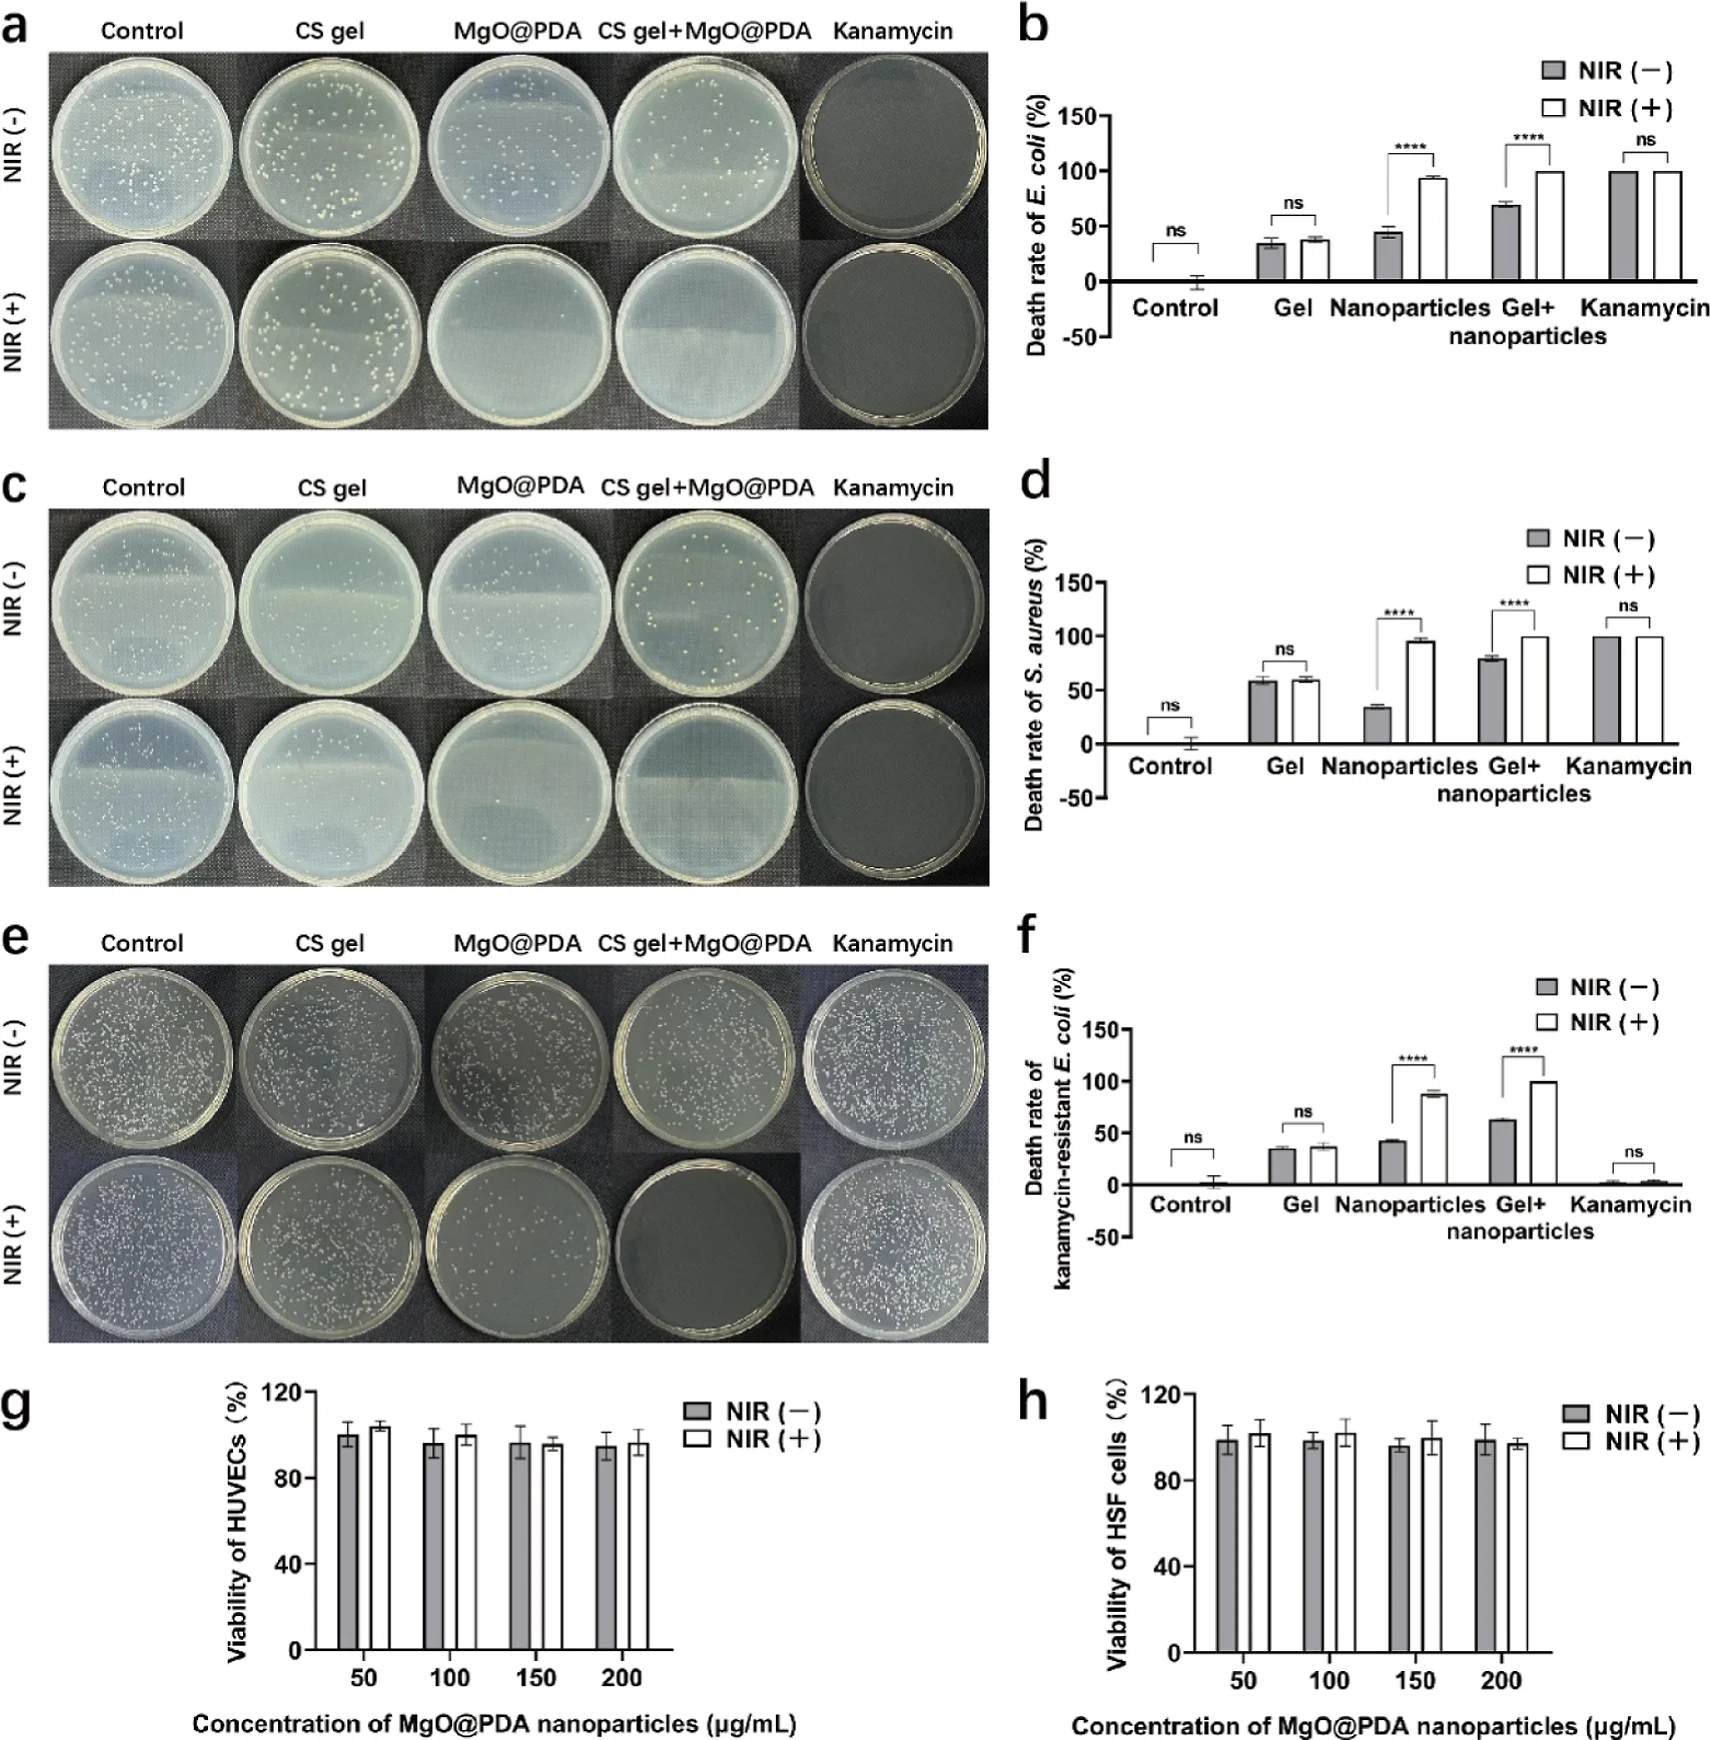 a
Control CS gel MgO@PDA CS gel+MgO@PDA Kanamycin
NIR (-)
NIR (+)
b
NIR (−)
NIR (+)
Death rate of E. coli (%)
150
100
50
0
-50
ns
ns
****
****
ns
Control Gel Nanoparticles Gel+ Kanamycin
nanoparticles
c
Control CS gel MgO@PDA CS gel+MgO@PDA Kanamycin
NIR (-)
NIR (+)
d
NIR (−)
NIR (+)
Death rate of S. aureus (%)
150
100
50
0
-50
ns
ns
****
****
ns
Control Gel Nanoparticles Gel+ Kanamycin
nanoparticles
e
Control CS gel MgO@PDA CS gel+MgO@PDA Kanamycin
NIR (-)
NIR (+)
f
NIR (−)
NIR (+)
Death rate of
kanamycin-resistant E. coli (%)
150
100
50
0
-50
ns
ns
****
****
ns
Control Gel Nanoparticles Gel+ Kanamycin
nanoparticles
g
NIR (−)
NIR (+)
Viability of HUVECs (%)
120
80
40
0
50 100 150 200
Concentration of MgO@PDA nanoparticles (μg/mL)
h
NIR (−)
NIR (+)
Viability of HSF cells (%)
120
80
40
0
50 100 150 200
Concentration of MgO@PDA nanoparticles (μg/mL)